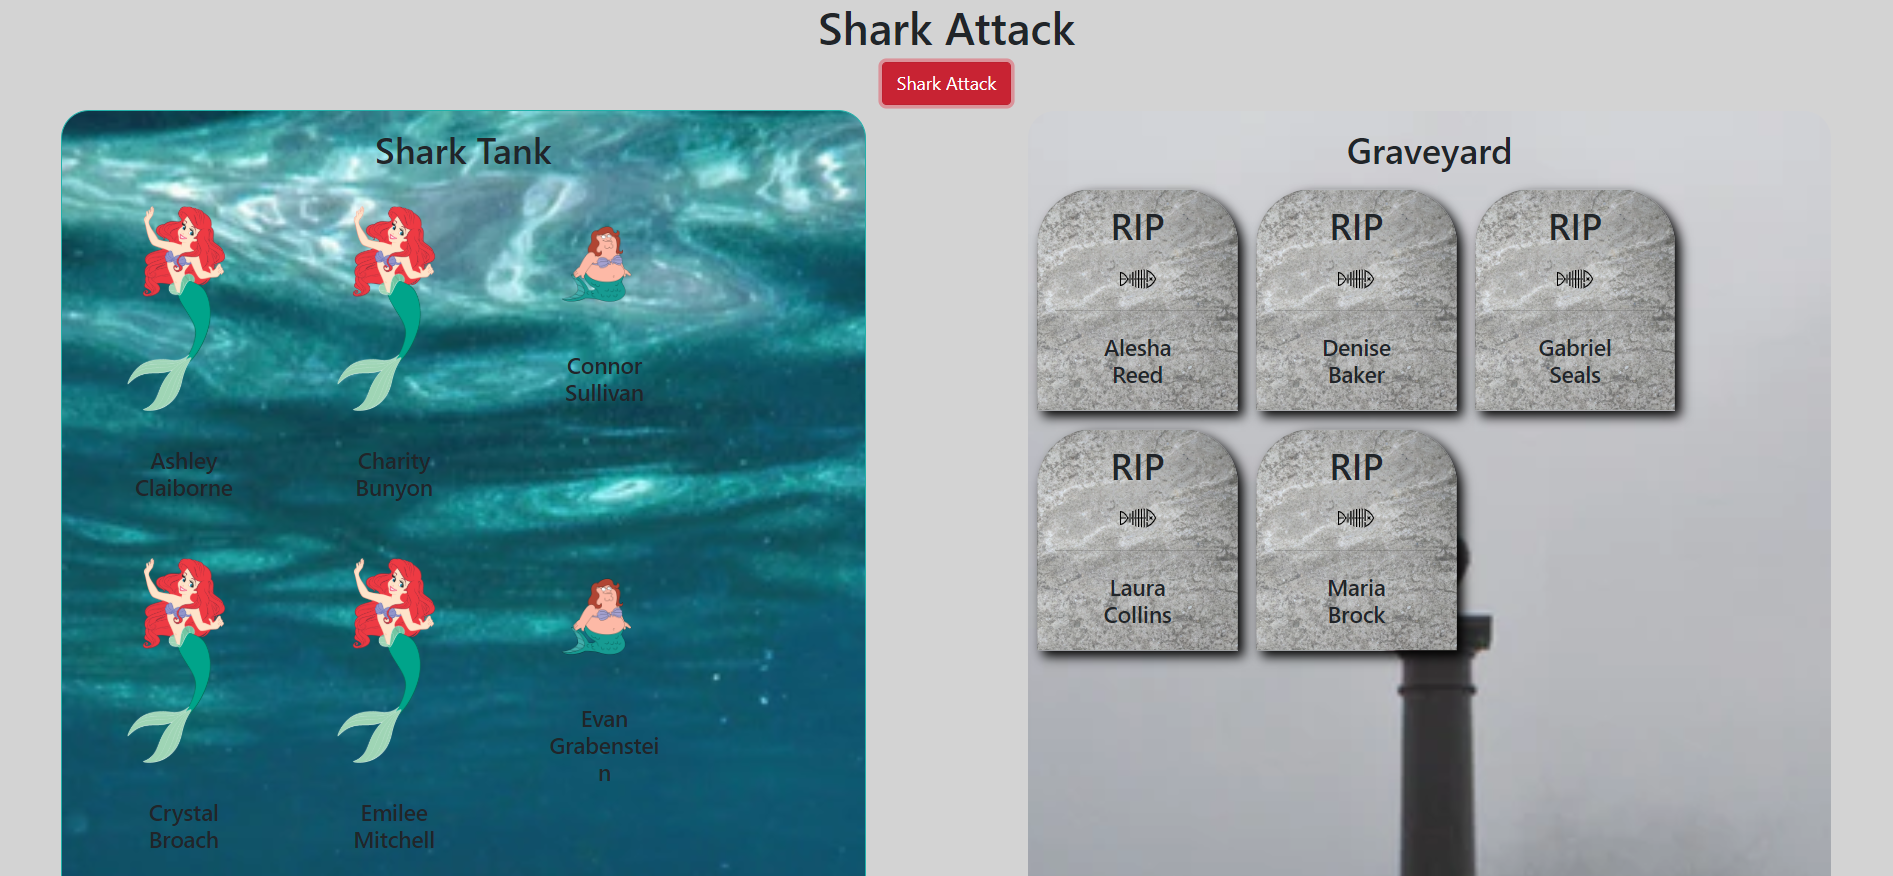 Shark Attack
Shark Attack
Shark Tank
Connor
Sullivan
Ashley
Claiborne
Charity
Bunyon
Evan
Grabenstei
n
Crystal
Broach
Emilee
Mitchell
Graveyard
RIP
Alesha
Reed
RIP
Denise
Baker
RIP
Gabriel
Seals
RIP
Laura
Collins
RIP
Maria
Brock